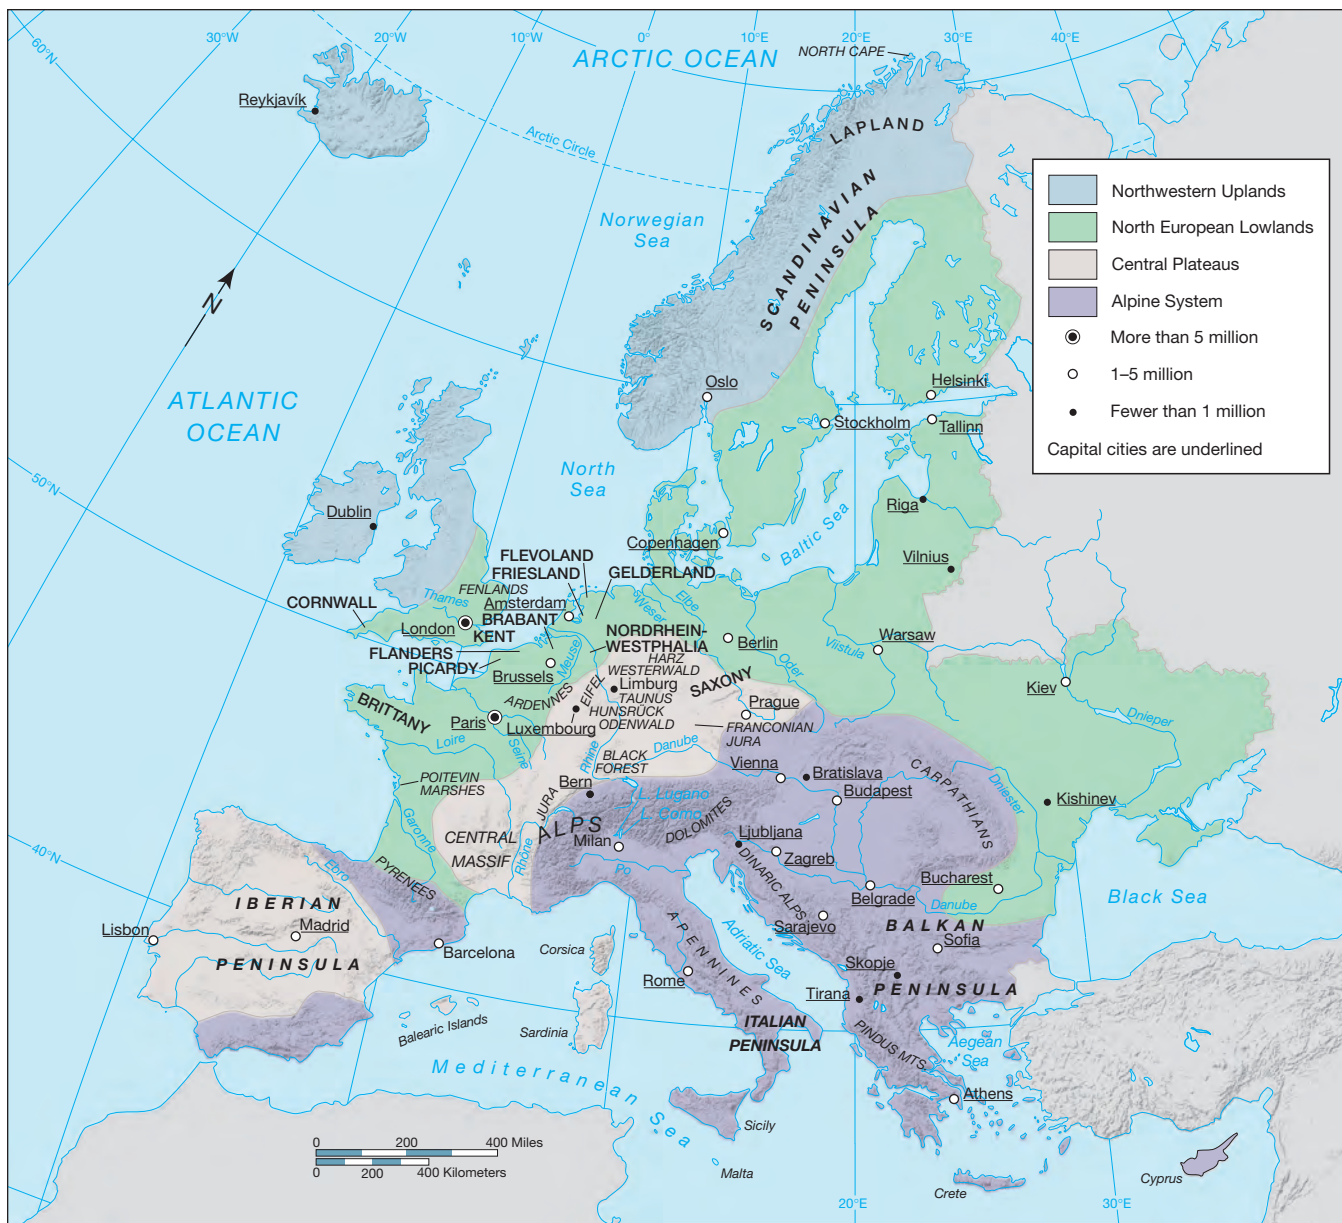 30°W
20°W
10°W
0°
10°E
20°E
30°E
40°E
60°N
ARCTIC OCEAN
NORTH CAPE
Reykjavík
Arctic Circle
LAPLAND
SCANDINAVIAN
PENINSULA
Norwegian
Sea
Northwestern Uplands
North European Lowlands
Central Plateaus
Alpine System
More than 5 million
1–5 million
Fewer than 1 million
Capital cities are underlined
N
ATLANTIC
OCEAN
50°N
Oslo
Helsinki
Stockholm
Tallinn
North
Sea
Riga
Baltic Sea
Dublin
Copenhagen
Vilnius
FLEVOLAND
FRIESLAND
GELDERLAND
FENLANDS
Thames
Amsterdam
Weser
Elbe
CORNWALL
London
BRABANT
KENT
NORDRHEIN-
WESTPHALIA
Berlin
Warsaw
FLANDERS
PICARDY
Brussels
Meuse
HARZ
WESTERWALD
Oder
Viistula
ARDENNES
EIFEL
Limburg
SAXONY
Kiev
BRITTANY
Paris
Luxembourg
TAUNUS
HUNSRÜCK
ODENWALD
Prague
FRANCONIAN
JURA
Dnieper
Loire
Seine
Rhine
BLACK
FOREST
Danube
Vienna
Bratislava
CARPATHIANS
Dniester
POITEVIN
MARSHES
Bern
Budapest
Kishinev
JURA
L. Lugano
L. Como
Garonne
CENTRAL
MASSIF
ALPS
DOLOMITES
Ljubljana
Milan
Zagreb
Rhône
40°N
Ebro
PYRENEES
Po
DINARIC ALPS
Belgrade
Bucharest
Danube
Black Sea
IBERIAN
PENINSULA
Lisbon
Madrid
Barcelona
Corsica
APENNINES
Adriatic Sea
Sarajevo
BALKAN
PENINSULA
Sofia
Rome
Skopje
Tirana
Balearic Islands
Sardinia
ITALIAN
PENINSULA
PINDUS MTS.
Aegean
Sea
Mediterranean Sea
Athens
Sicily
0 200 400 Miles
0 200 400 Kilometers
Malta
Crete
Cyprus
20°E
30°E